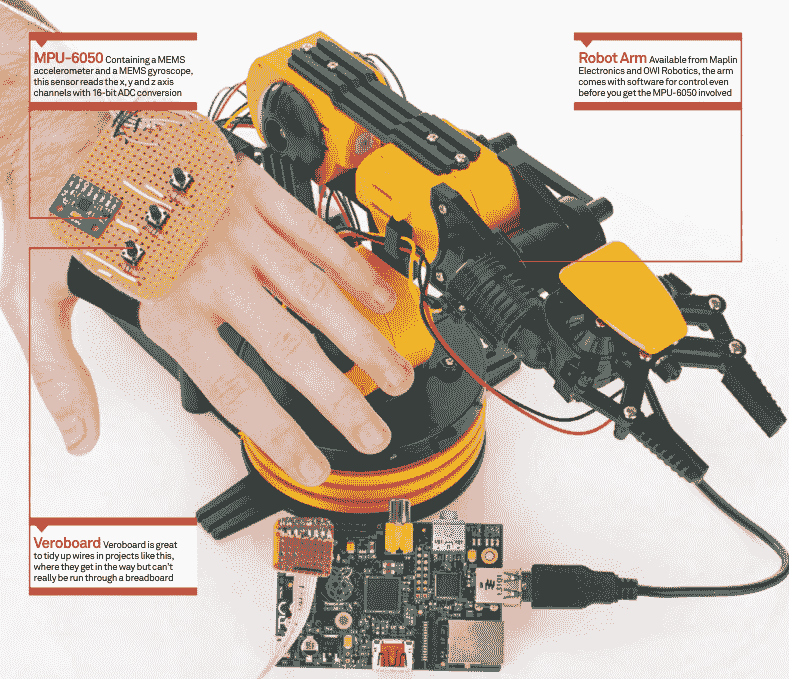 MPU-6050 Containing a MEMS
accelerometer and a MEMS gyroscope,
this sensor reads the x, y and z axis
channels with 16-bit ADC conversion
Robot Arm Available from Maplin
Electronics and OWI Robotics, the arm
comes with software for control even
before you get the MPU-6050 involved
Veroboard Veroboard is great
to tidy up wires in projects like this,
where they get in the way but can't
really be run through a breadboard